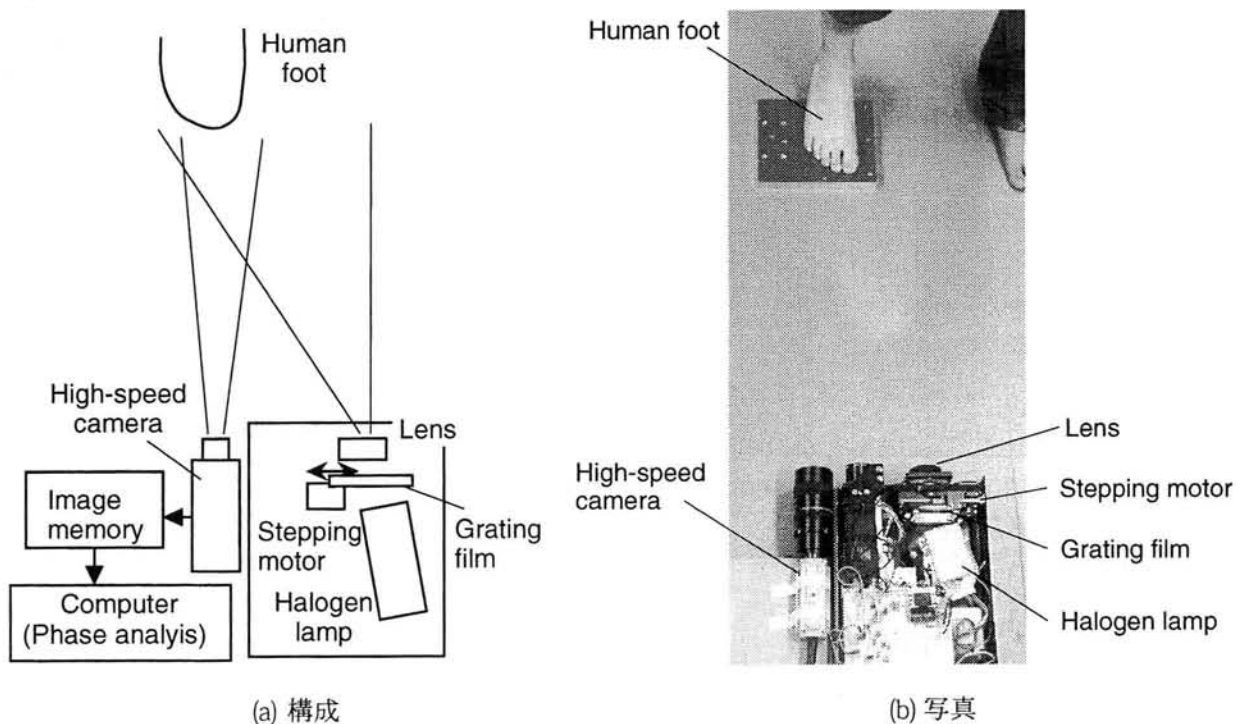 Human
foot
High-speed
camera
Lens
Image
memory
Stepping
motor
Grating
film
Halogen
lamp
Computer
(Phase analyis)
(a) 構成
Human foot
High-speed
camera
Lens
Stepping motor
Grating film
Halogen lamp
(b) 写真